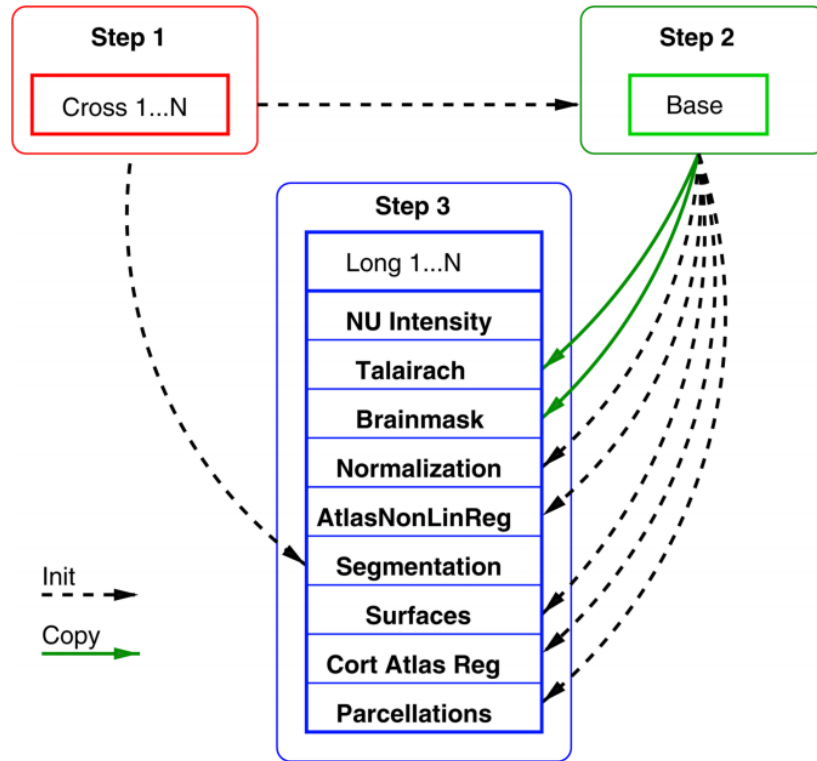 Step 1
Cross 1...N
Step 2
Base
Step 3
Long 1...N
NU Intensity
Talairach
Brainmask
Normalization
AtlasNonLinReg
Segmentation
Surfaces
Cort Atlas Reg
Parcellations
Init
Copy